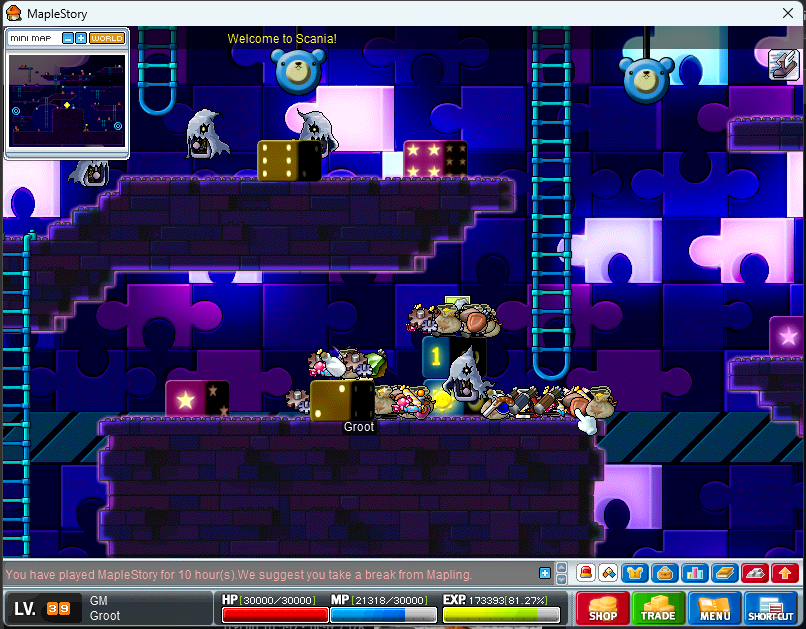 MapleStory
MINI MAP
WORLD
Welcome to Scania!
1
Groot
You have played MapleStory for 10 hour(s).We suggest you take a break from Mapling.
LV. 39
GM
Groot
HP[30000/30000] MP[21318/30000] EXP 173393[81.27%]
SHOP
TRADE
MENU
SHORTCUT